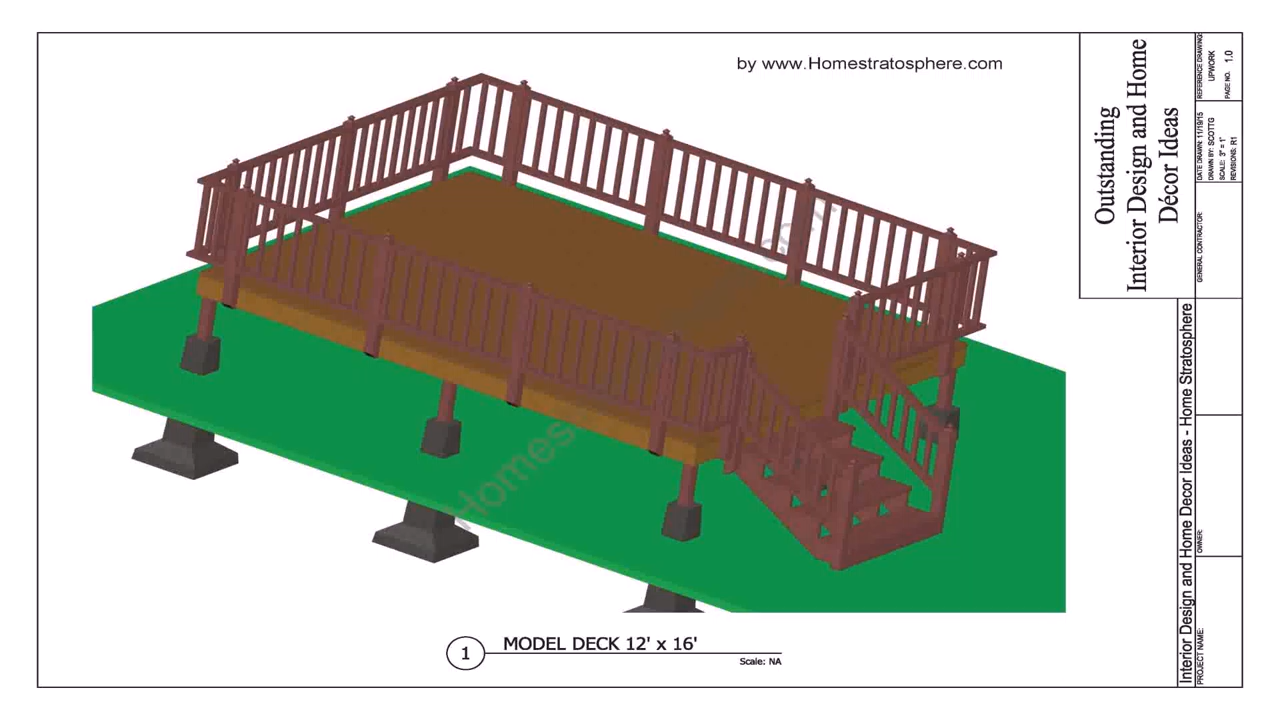 by www.Homestratosphere.com
Outstanding
Interior Design and Home
Décor Ideas
REFERENCE DRAWING:
UPWORK
PAGE NO. 1.0
DATE DRAWN: 11/19/15
DRAWN BY: SCOTTG
SCALE: 3" = 1'
REVISIONS: R1
GENERAL CONTRACTOR:
Interior Design and Home Decor Ideas - Home Stratosphere
OWNER:
PROJECT NAME:
Homes
1
MODEL DECK 12' x 16'
Scale: NA